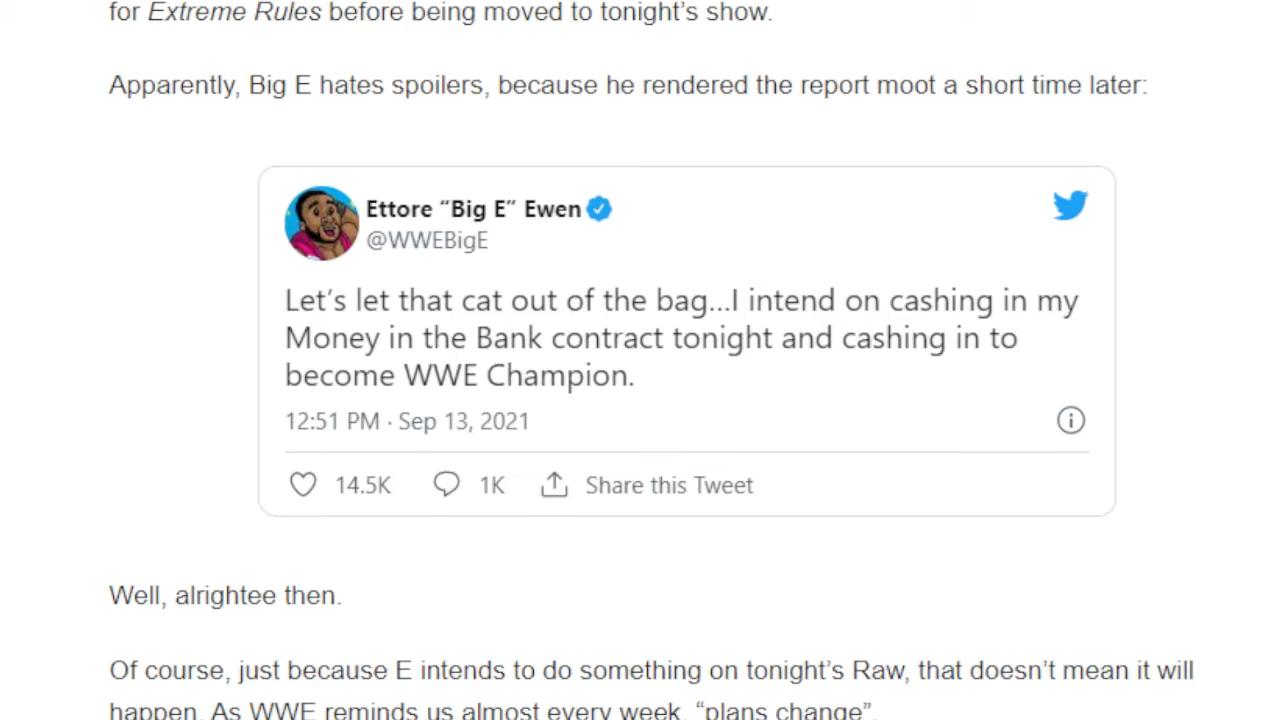 for Extreme Rules before being moved to tonight's show.
Apparently, Big E hates spoilers, because he rendered the report moot a short time later:
Ettore “Big E” Ewen
@WWEBigE
Let’s let that cat out of the bag...I intend on cashing in my
Money in the Bank contract tonight and cashing in to
become WWE Champion.
12:51 PM · Sep 13, 2021
14.5K 1K Share this Tweet
Well, alrightee then.
Of course, just because E intends to do something on tonight’s Raw, that doesn’t mean it will
happen. As WWE reminds us almost every week, “plans change”.